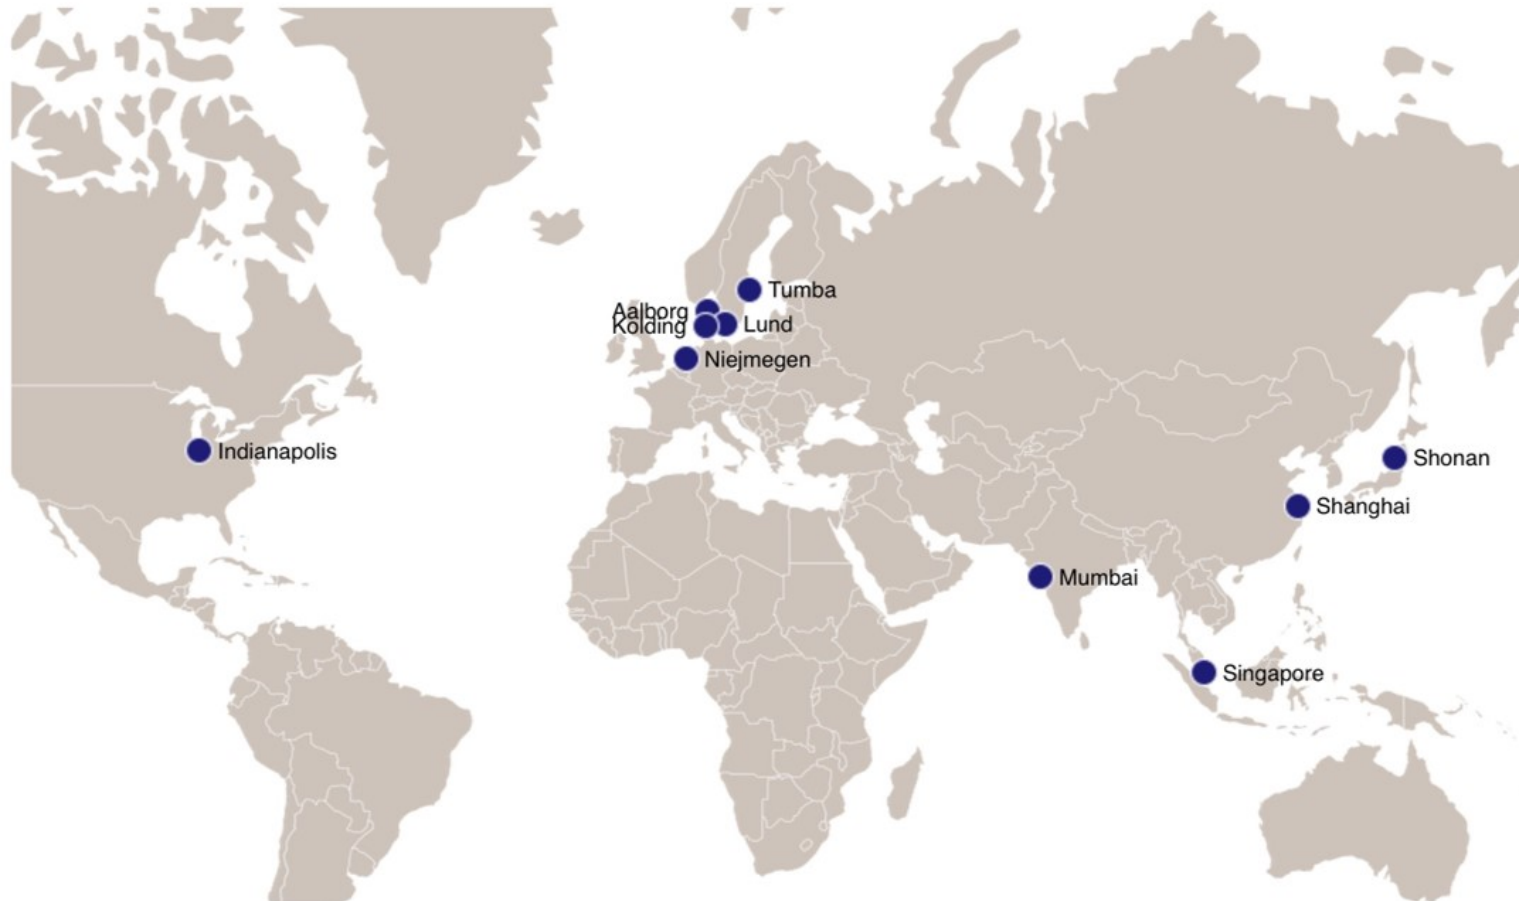 Tumba
Aalborg
Kolding
Lund
Niejmegen
Indianapolis
Shonan
Shanghai
Mumbai
Singapore